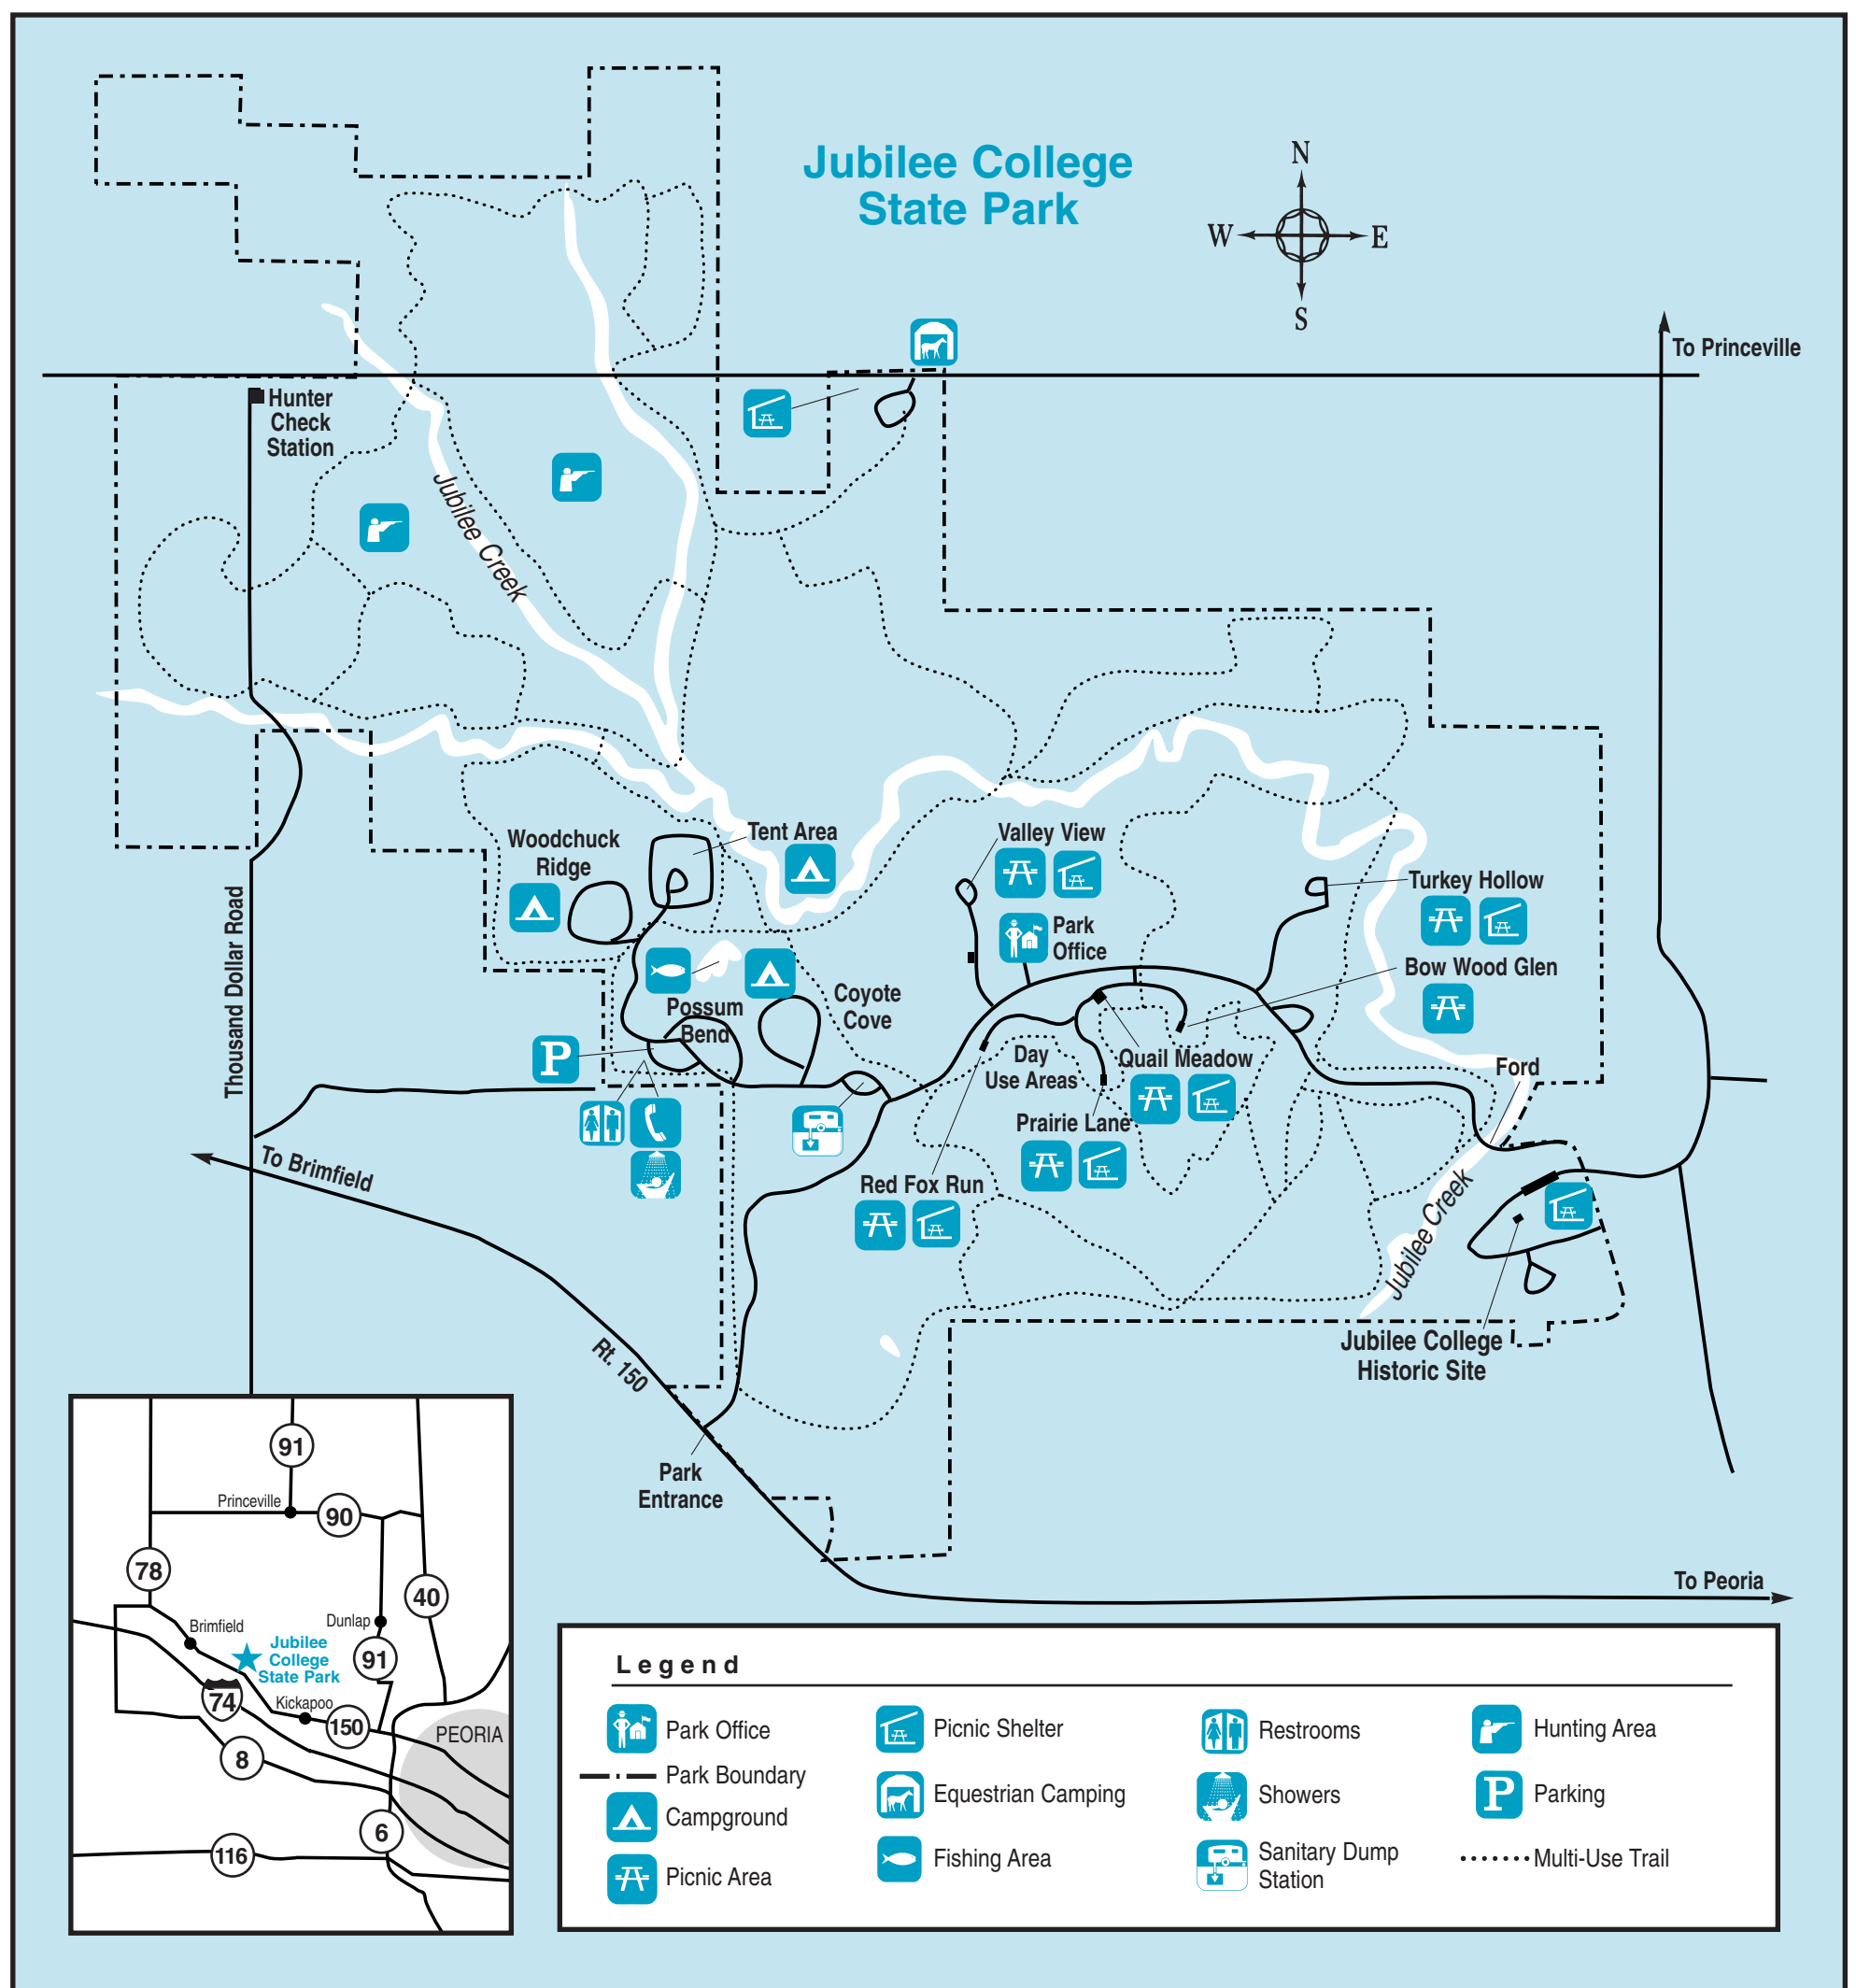 Jubilee College
State Park
N
W
E
S
To Princeville
Hunter
Check
Station
Jubilee Creek
Woodchuck
Ridge
Tent Area
Valley View
Turkey Hollow
Park
Office
Bow Wood Glen
Possum
Bend
Coyote
Cove
P
Day
Use Areas
Quail Meadow
Ford
Prairie Lane
Thousand Dollar Road
To Brimfield
Red Fox Run
Jubilee Creek
Rt. 150
Jubilee College
Historic Site
Park
Entrance
To Peoria
91
Princeville
90
78
40
Brimfield
Dunlap
Jubilee
College
State Park
91
74
Kickapoo
150
PEORIA
8
6
116
Legend
Park Office
Park Boundary
Campground
Picnic Area
Picnic Shelter
Equestrian Camping
Fishing Area
Restrooms
Showers
Sanitary Dump
Station
Hunting Area
P
Parking
Multi-Use Trail